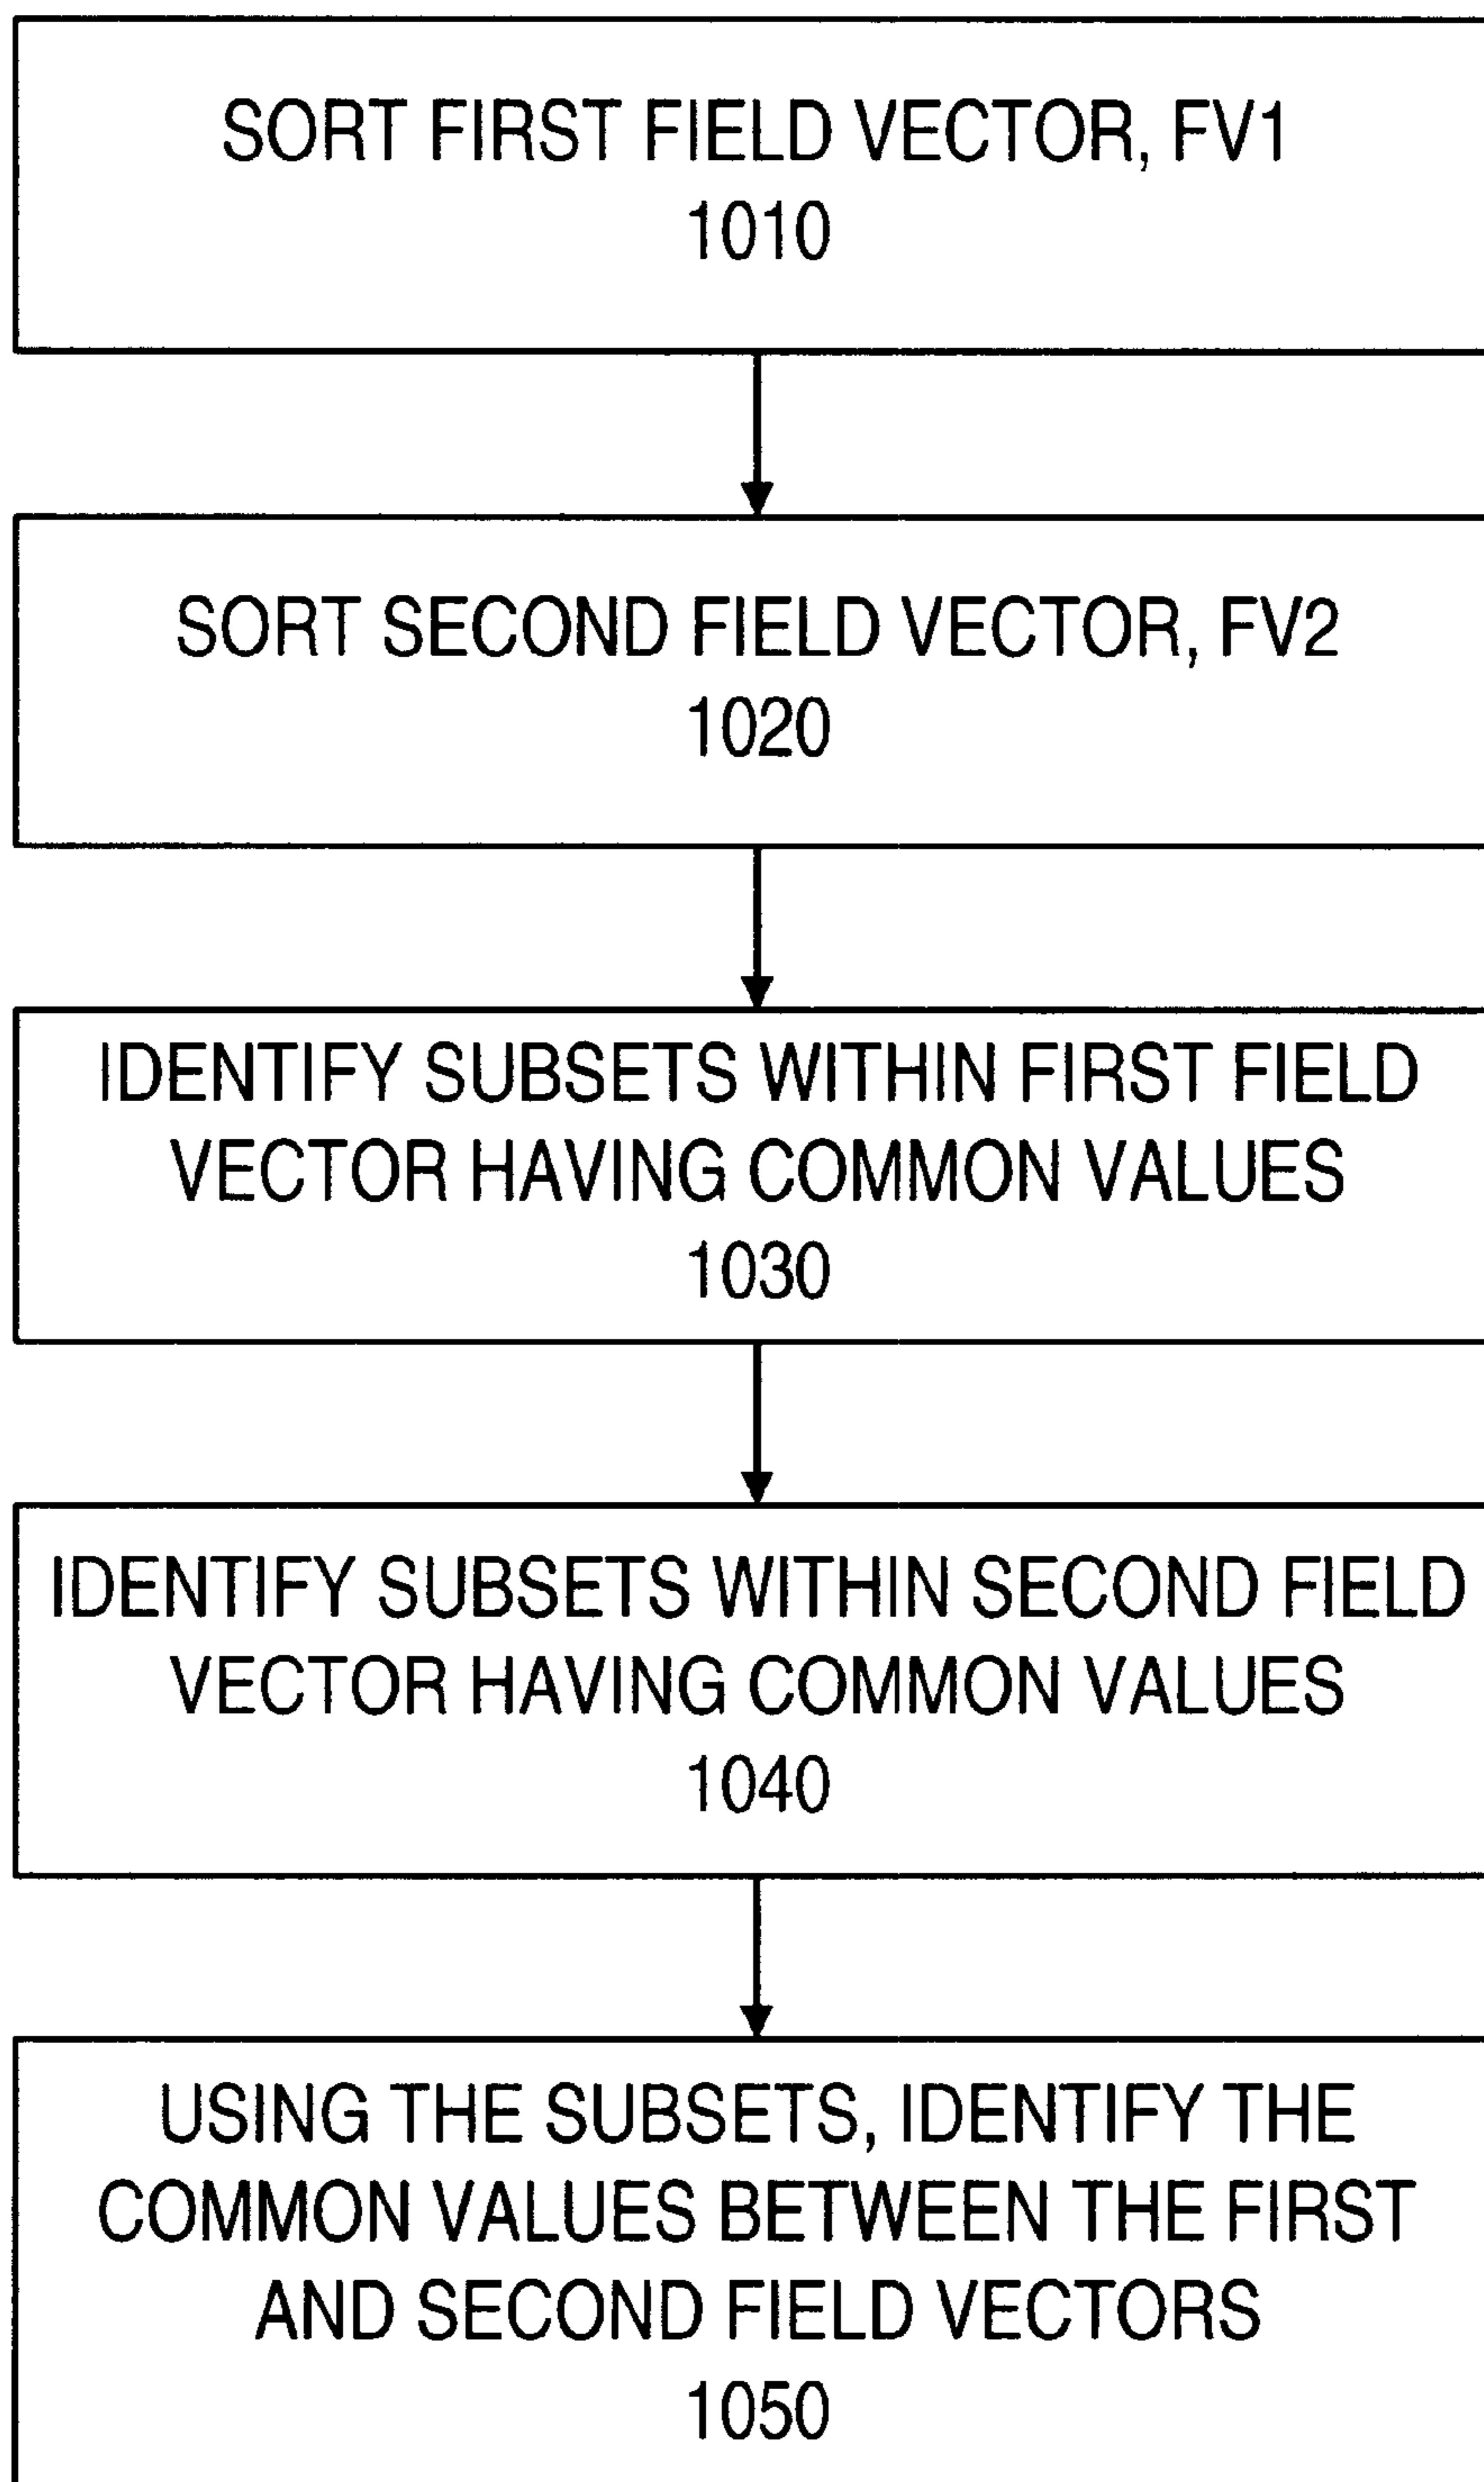 SORT FIRST FIELD VECTOR, FV1
1010
SORT SECOND FIELD VECTOR, FV2
1020
IDENTIFY SUBSETS WITHIN FIRST FIELD
VECTOR HAVING COMMON VALUES
1030
IDENTIFY SUBSETS WITHIN SECOND FIELD
VECTOR HAVING COMMON VALUES
1040
USING THE SUBSETS, IDENTIFY THE
COMMON VALUES BETWEEN THE FIRST
AND SECOND FIELD VECTORS
1050